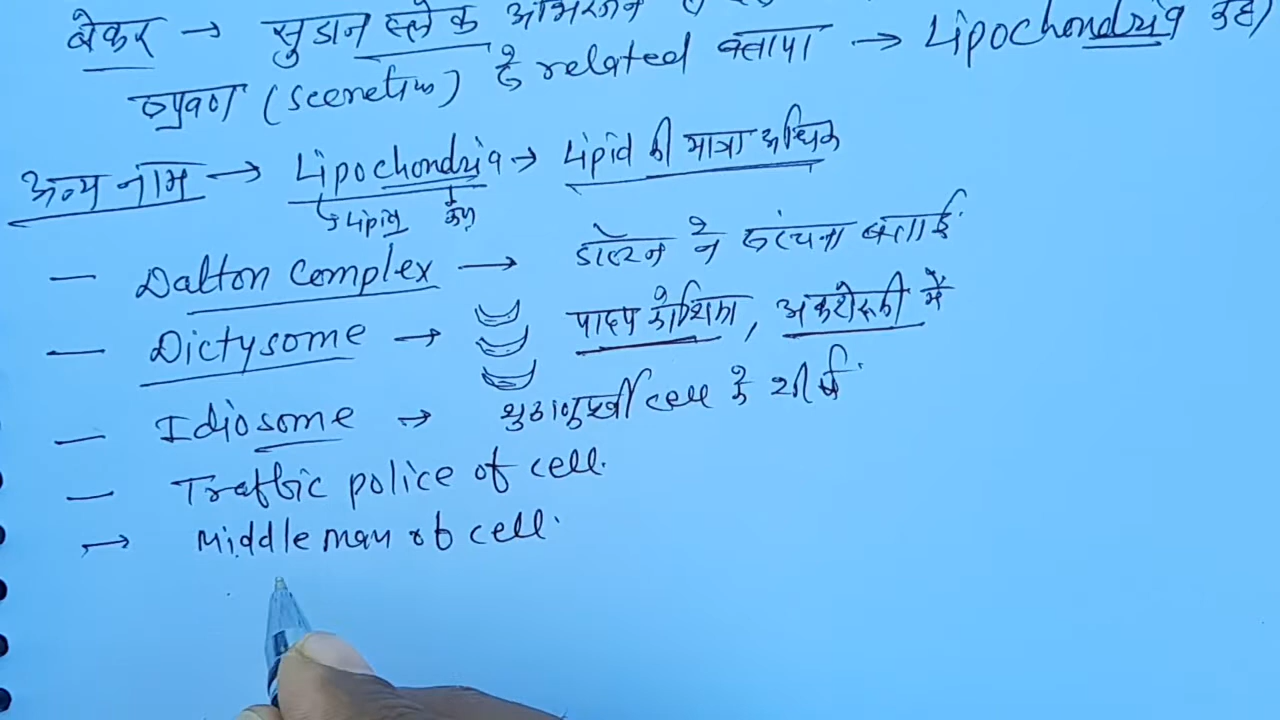 बेकर → सुडान ब्लेक अभिरंजन
स्त्रवण (Secretion) से related बताया → Lipochondria कहा
अन्य नाम → Lipochondria → Lipid की मात्रा अधिक
↳ Lipid कण
— Dalton Complex → डाल्टन ने संरचना बताई
— Dictysome → पादप कोशिका, अकशेरूकी में
— Idiosome → शुक्राणु cell के शीर्ष
— Traffic police of cell.
→ Middle man of cell.